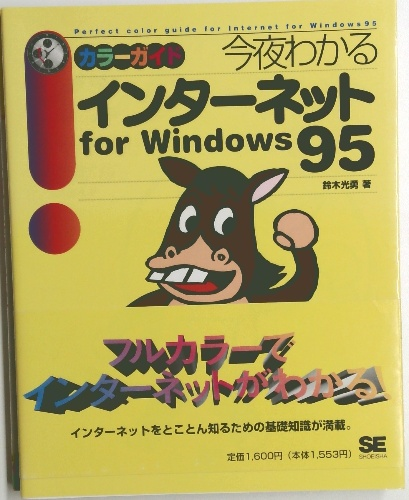 Perfect color guide for Internet for Windows95
カラーガイド
今夜わかる
インターネット
for Windows 95
鈴木光勇 著
フルカラーで
インターネットがわかる!
インターネットをとことん知るための基礎知識が満載。
定価1,600円(本体1,553円)
SE
SHOEISHA